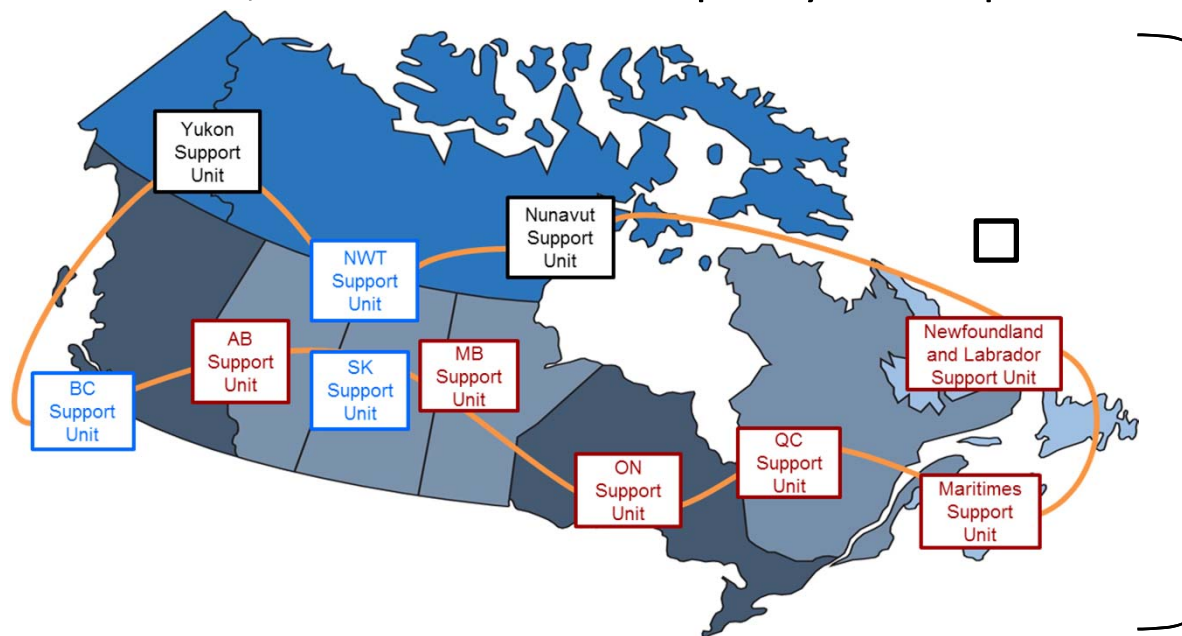 Yukon
Support
Unit
Nunavut
Support
Unit
NWT
Support
Unit
Newfoundland
and Labrador
Support Unit
AB
Support
Unit
MB
Support
Unit
SK
Support
Unit
BC
Support
Unit
QC
Support
Unit
ON
Support
Unit
Maritimes
Support
Unit